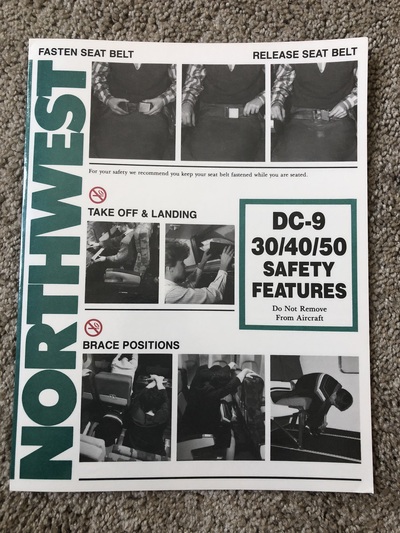 FASTEN SEAT BELT
RELEASE SEAT BELT
NORTHWEST
For your safety we recommend you keep your seat belt fastened while you are seated.
TAKE OFF & LANDING
DC-9
30/40/50
SAFETY
FEATURES
Do Not Remove
From Aircraft
BRACE POSITIONS